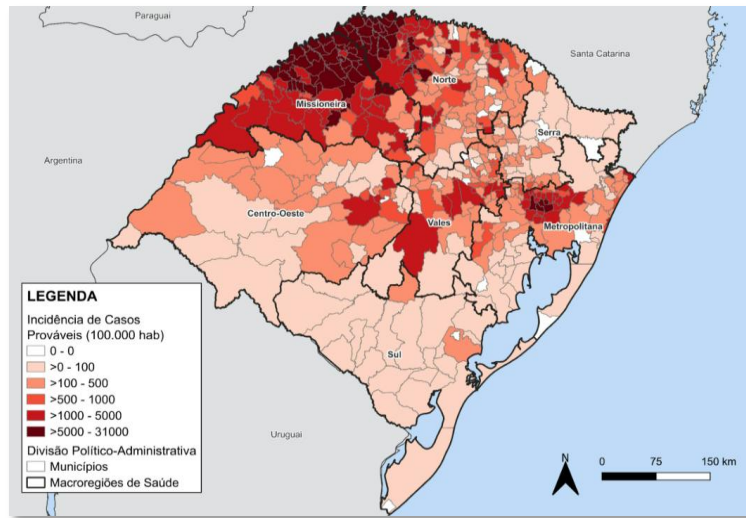 Paraguai
Santa Catarina
Norte
Missioneira
Serra
Argentina
Centro-Oeste
Vales
Metropolitana
LEGENDA
Incidência de Casos
Prováveis (100.000 hab)
0 - 0
>0 - 100
>100 - 500
>500 - 1000
>1000 - 5000
>5000 - 31000
Divisão Político-Administrativa
Municípios
Macroregiões de Saúde
Sul
Uruguai
N
0 75 150 km